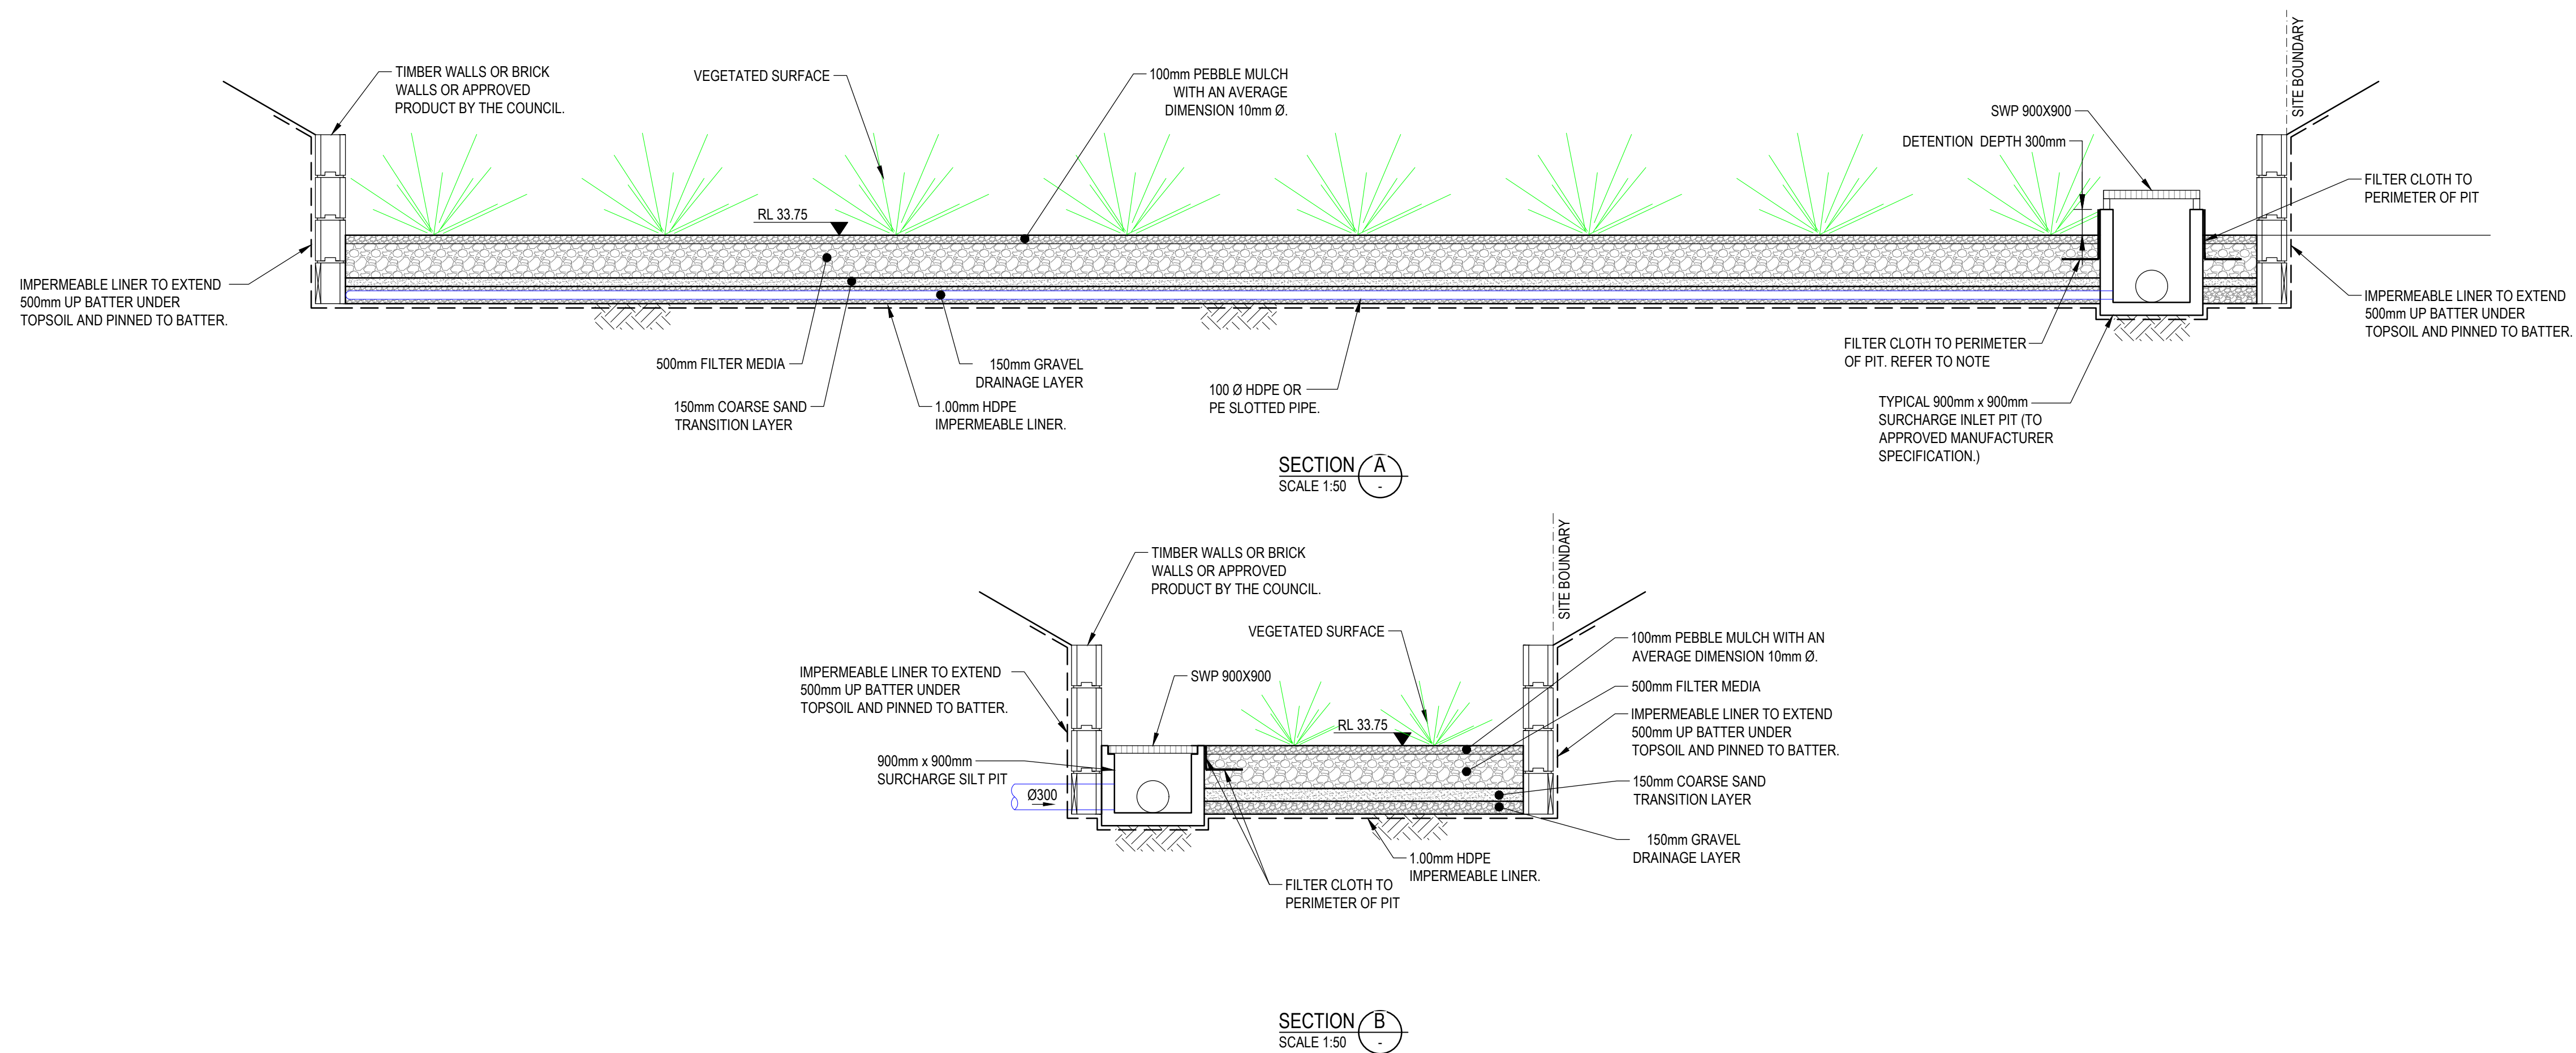 TIMBER WALLS OR BRICK
WALLS OR APPROVED
PRODUCT BY THE COUNCIL.
VEGETATED SURFACE
100mm PEBBLE MULCH
WITH AN AVERAGE
DIMENSION 10mm Ø.
SITE BOUNDARY
SWP 900X900
DETENTION DEPTH 300mm
FILTER CLOTH TO
PERIMETER OF PIT
RL 33.75
IMPERMEABLE LINER TO EXTEND
500mm UP BATTER UNDER
TOPSOIL AND PINNED TO BATTER.
IMPERMEABLE LINER TO EXTEND
500mm UP BATTER UNDER
TOPSOIL AND PINNED TO BATTER.
500mm FILTER MEDIA
150mm GRAVEL
DRAINAGE LAYER
150mm COARSE SAND
TRANSITION LAYER
1.00mm HDPE
IMPERMEABLE LINER.
100 Ø HDPE OR
PE SLOTTED PIPE.
FILTER CLOTH TO PERIMETER
OF PIT. REFER TO NOTE
TYPICAL 900mm x 900mm
SURCHARGE INLET PIT (TO
APPROVED MANUFACTURER
SPECIFICATION.)
SECTION A
SCALE 1:50 -
TIMBER WALLS OR BRICK
WALLS OR APPROVED
PRODUCT BY THE COUNCIL.
SITE BOUNDARY
VEGETATED SURFACE
100mm PEBBLE MULCH WITH AN
AVERAGE DIMENSION 10mm Ø.
IMPERMEABLE LINER TO EXTEND
500mm UP BATTER UNDER
TOPSOIL AND PINNED TO BATTER.
SWP 900X900
500mm FILTER MEDIA
RL 33.75
IMPERMEABLE LINER TO EXTEND
500mm UP BATTER UNDER
TOPSOIL AND PINNED TO BATTER.
900mm x 900mm
SURCHARGE SILT PIT
Ø300
150mm COARSE SAND
TRANSITION LAYER
150mm GRAVEL
DRAINAGE LAYER
1.00mm HDPE
IMPERMEABLE LINER.
FILTER CLOTH TO
PERIMETER OF PIT
SECTION B
SCALE 1:50 -